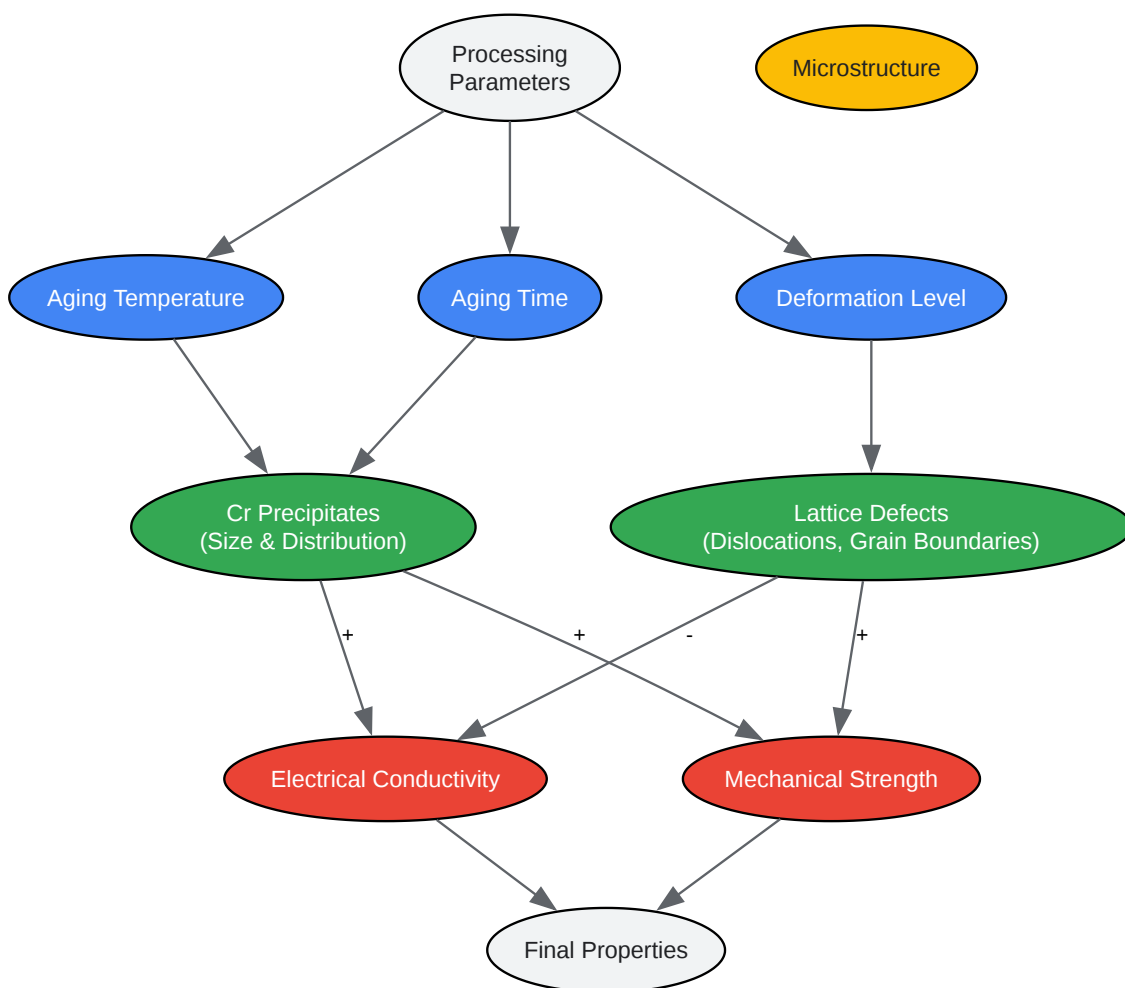 Processing
Parameters
Microstructure
Aging Temperature
Aging Time
Deformation Level
Cr Precipitates
(Size & Distribution)
Lattice Defects
(Dislocations, Grain Boundaries)
+
+
-
+
Electrical Conductivity
Mechanical Strength
Final Properties